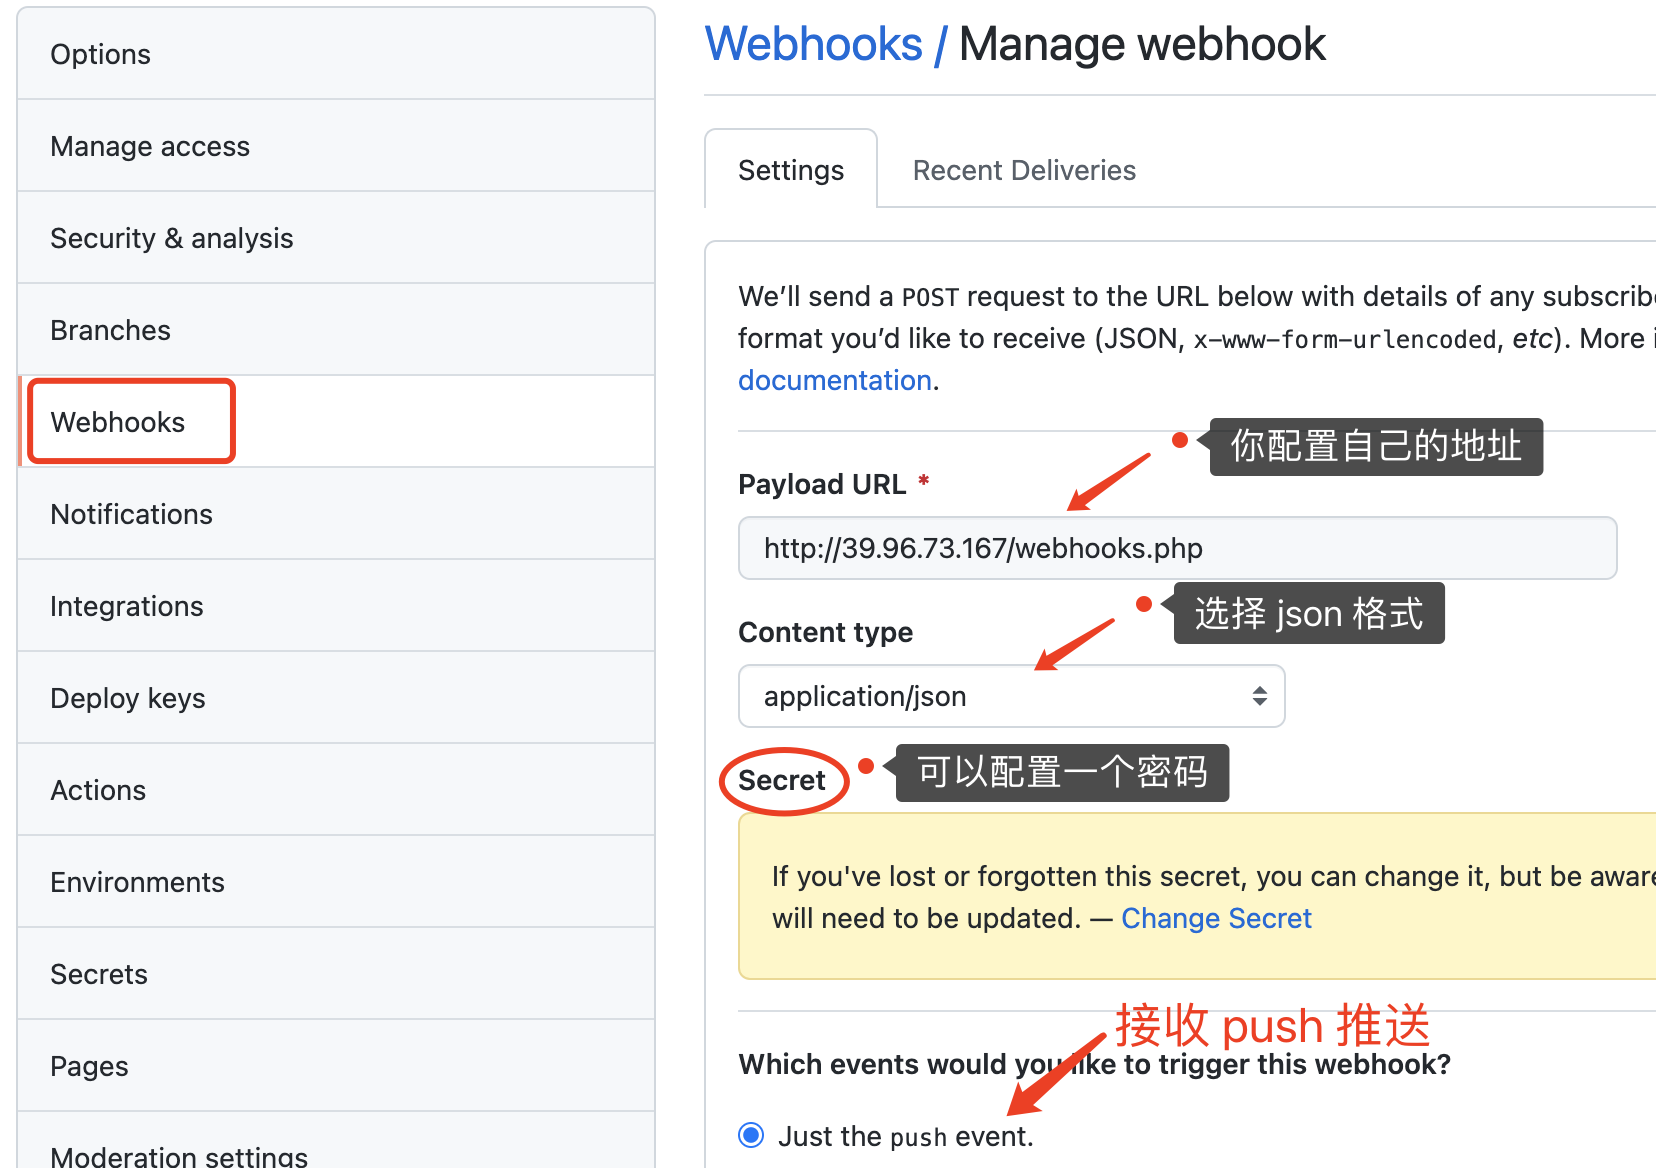 Options
Manage access
Security & analysis
Branches
Webhooks
Notifications
Integrations
Deploy keys
Actions
Environments
Secrets
Pages
Moderation settings
Webhooks / Manage webhook
Settings
Recent Deliveries
We’ll send a POST request to the URL below with details of any
format you’d like to receive (JSON, x-www-form-urlencoded, etc). More
documentation.
你配置自己的地址
Payload URL *
http://39.96.73.167/webhooks.php
选择 json 格式
Content type
application/json
Secret
可以配置一个密码
If you've lost or forgotten this secret, you can change it, but be aware
will need to be updated. — Change Secret
接收 push 推送
Which events would you like to trigger this webhook?
Just the push event.